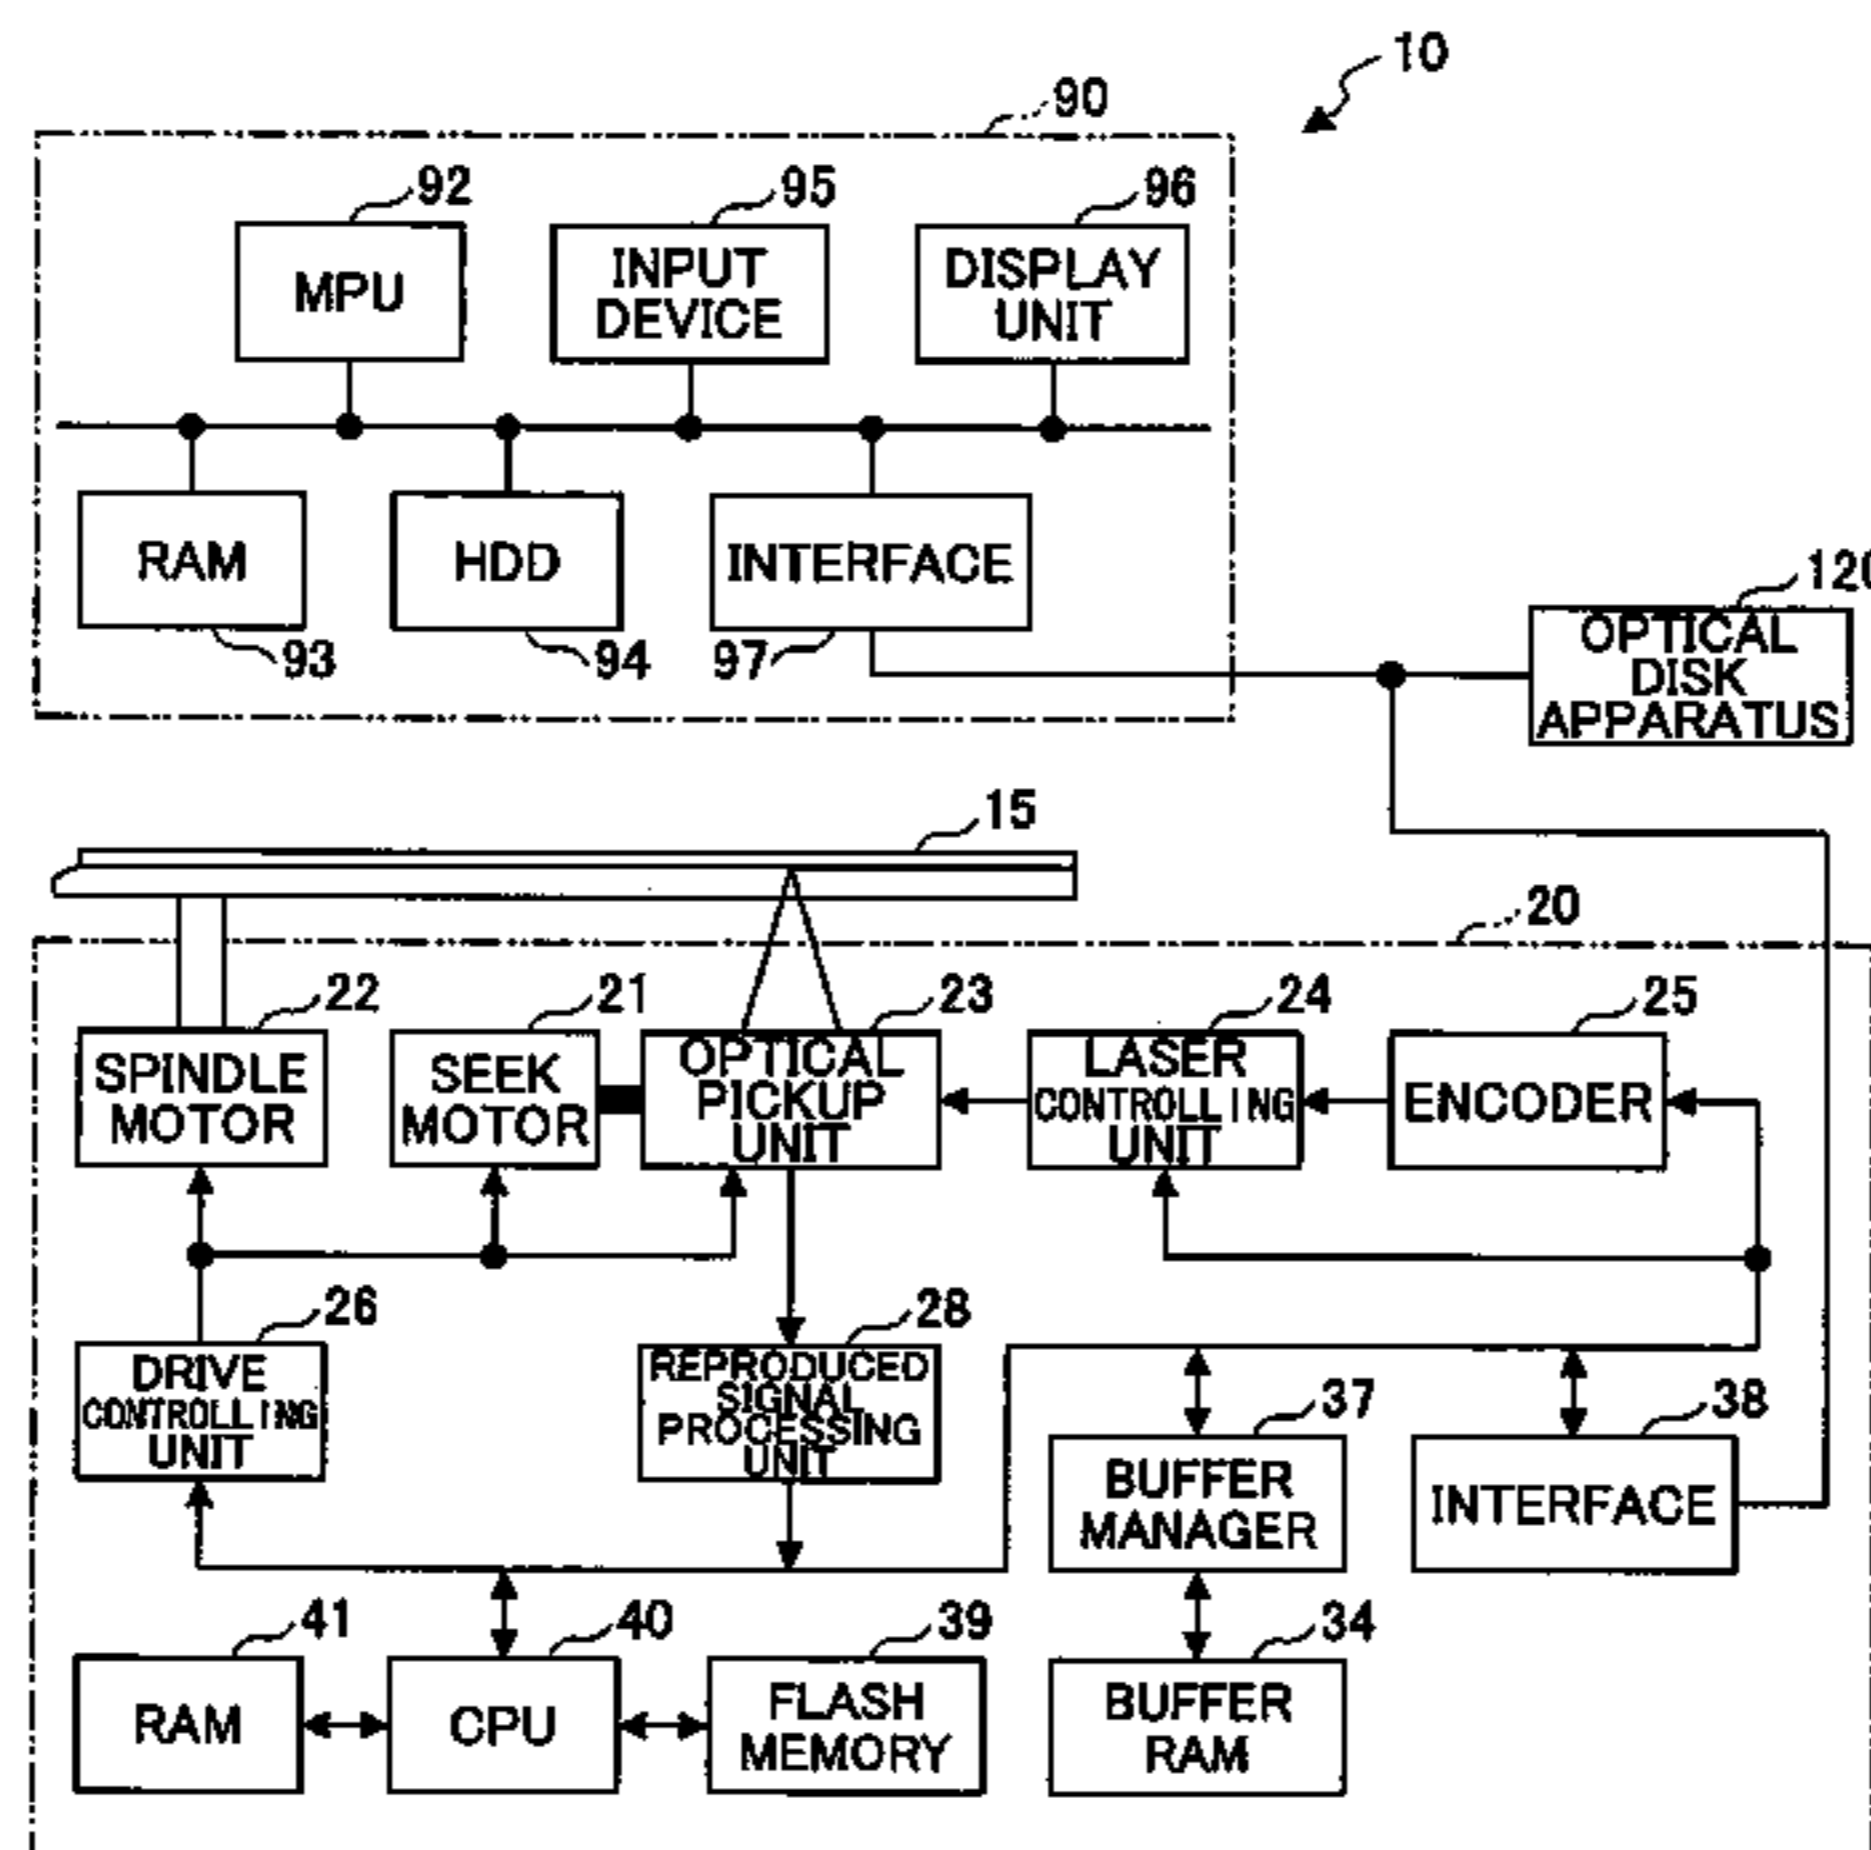 10
90
92
95
96
MPU
INPUT
DEVICE
DISPLAY
UNIT
RAM
HDD
INTERFACE
93
94
97
120
OPTICAL
DISK
APPARATUS
15
20
22
21
23
24
25
SPINDLE
MOTOR
SEEK
MOTOR
OPTICAL
PICKUP
UNIT
LASER
CONTROLLING
UNIT
ENCODER
26
28
DRIVE
CONTROLLING
UNIT
REPRODUCED
SIGNAL
PROCESSING
UNIT
37
38
BUFFER
MANAGER
INTERFACE
41
40
39
34
RAM
CPU
FLASH
MEMORY
BUFFER
RAM